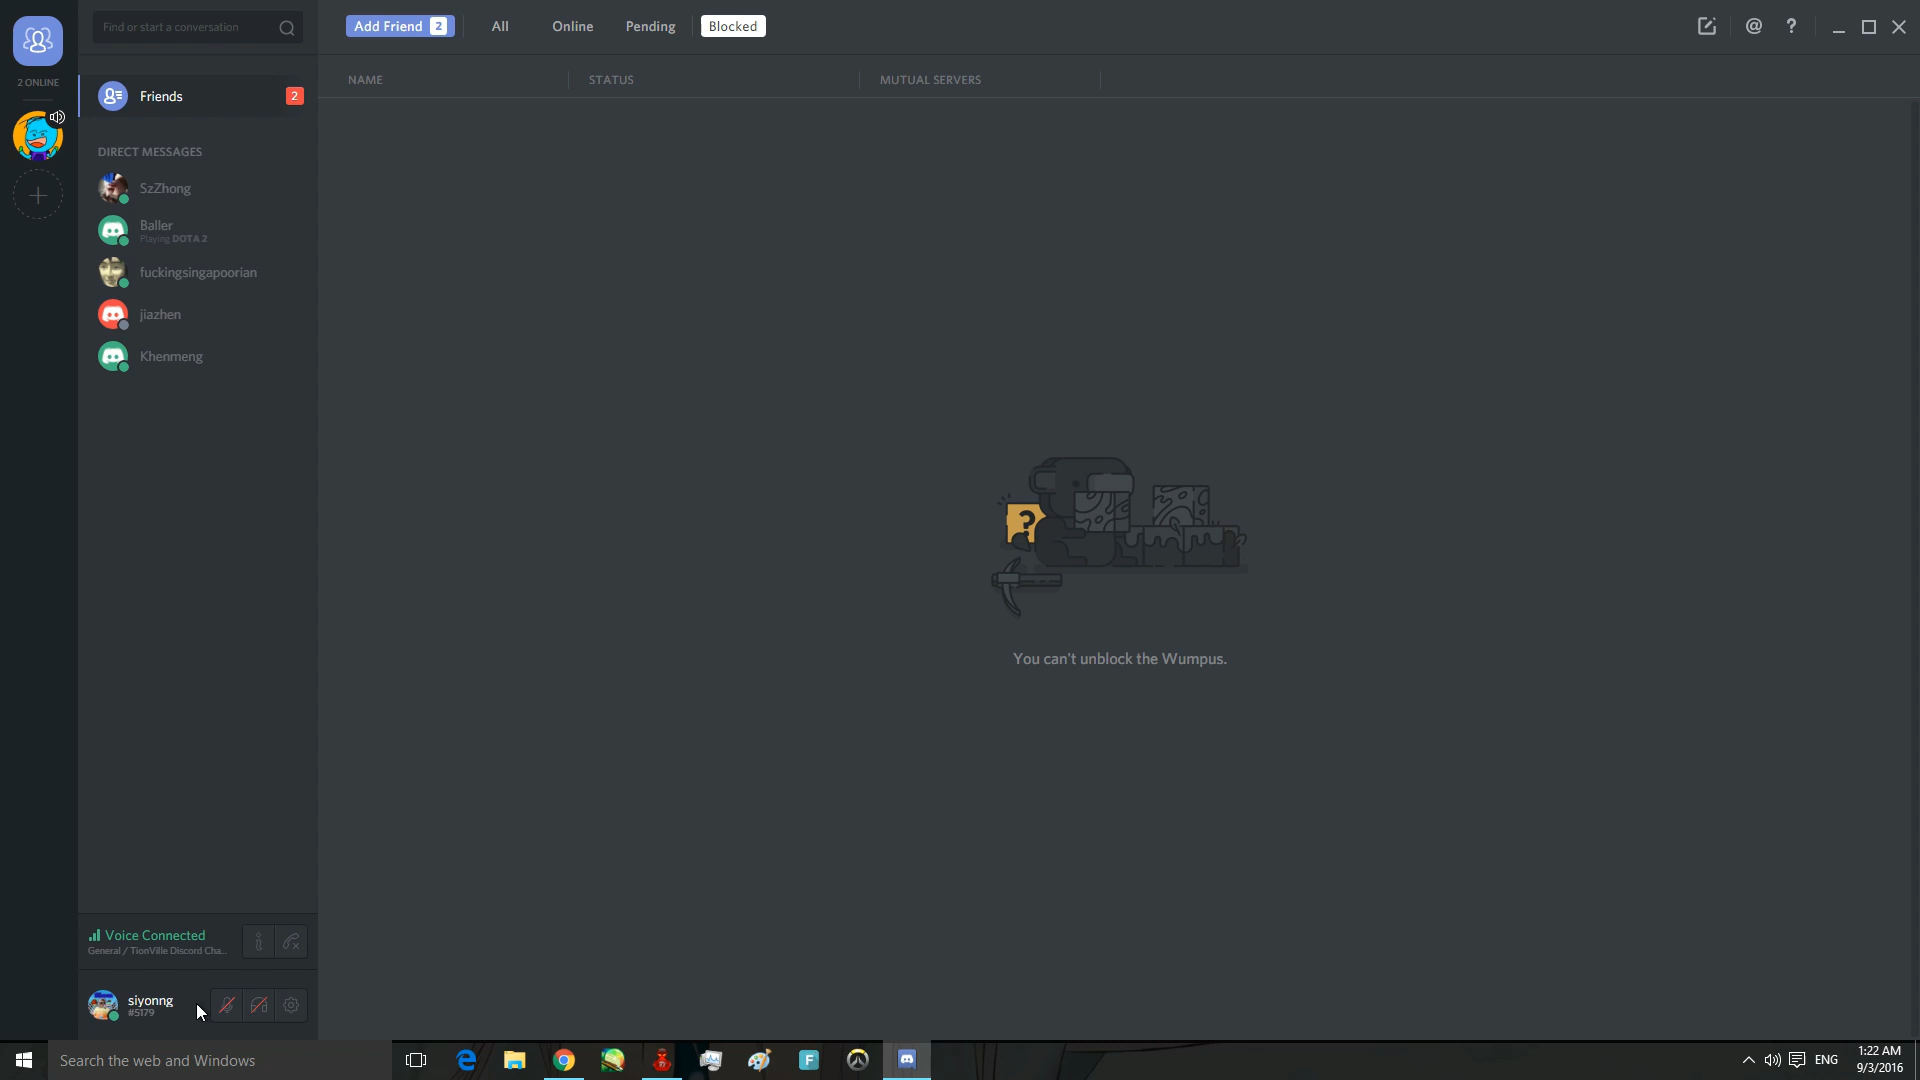 2 ONLINE
Find or start a conversation
Friends
2
DIRECT MESSAGES
SzZhong
Baller
Playing DOTA 2
fuckingsingapoorian
jiazhen
Khenmeng
Voice Connected
General / TionVille Discord Cha...
siyonng
#5179
Add Friend 2
All
Online
Pending
Blocked
@
?
NAME
STATUS
MUTUAL SERVERS
?
You can't unblock the Wumpus.
Search the web and Windows
F
ENG
1:22 AM
9/3/2016